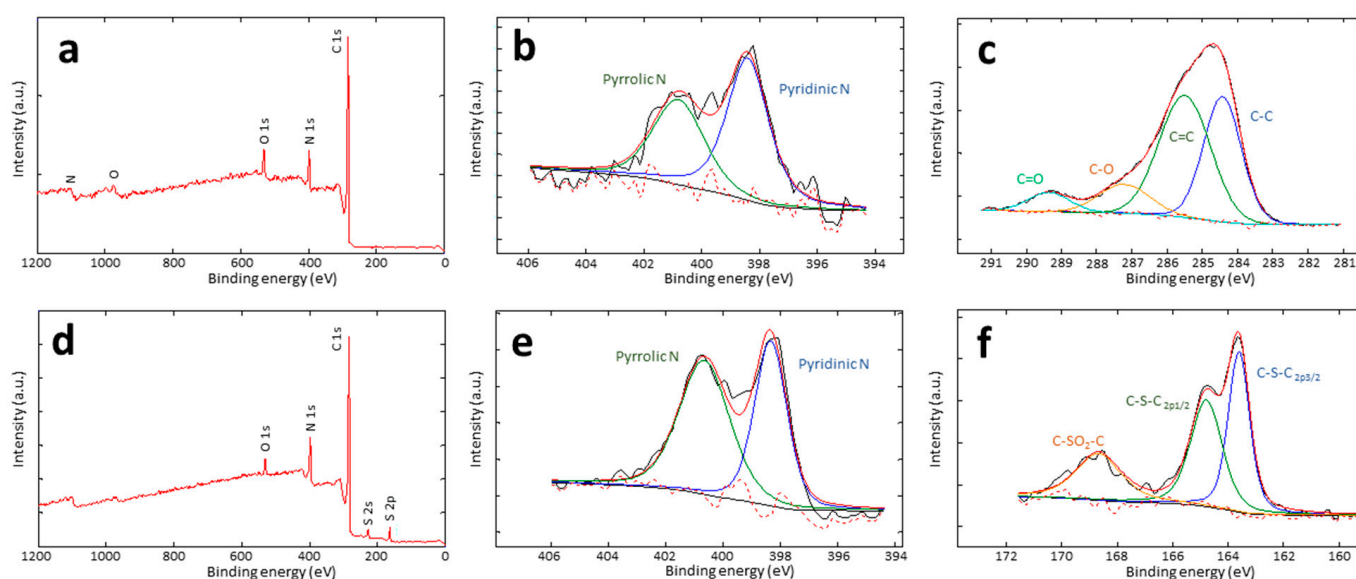 a
C 1s
O 1s
N 1s
N
O
Intensity (a.u.)
1200 1000 800 600 400 200 0
Binding energy (eV)
b
Pyrrolic N
Pyridinic N
Intensity (a.u.)
406 404 402 400 398 396 394
Binding energy (eV)
c
C-C
C=C
C-O
C=O
Intensity (a.u.)
291 290 289 288 287 286 285 284 283 282 281
Binding energy (eV)
d
C 1s
N 1s
O 1s
S 2s
S 2p
Intensity (a.u.)
1200 1000 800 600 400 200 0
Binding energy (eV)
e
Pyrrolic N
Pyridinic N
Intensity (a.u.)
406 404 402 400 398 396 394
Binding energy (eV)
f
C-S-C2p3/2
C-S-C2p1/2
C-SO2-C
Intensity (a.u.)
172 170 168 166 164 162 160
Binding energy (eV)